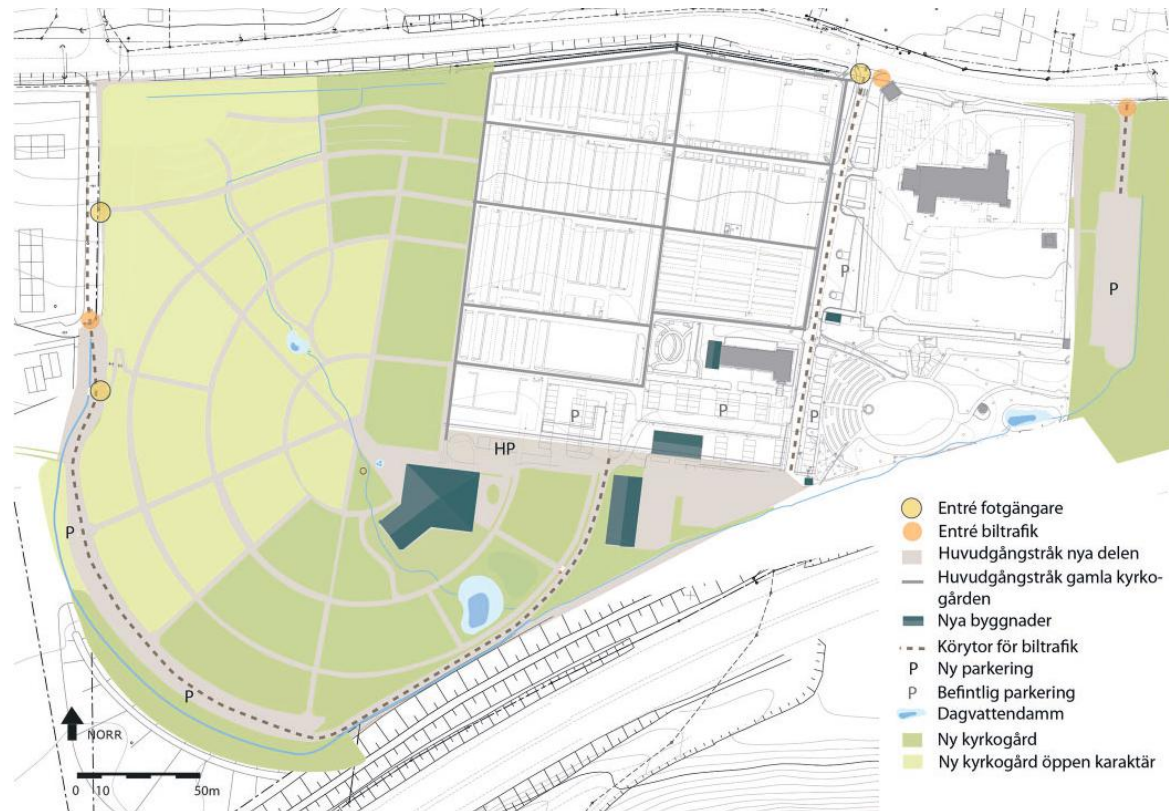 P
P
P
P
P
HP
P
P
Entré fotgängare
Entré biltrafik
Huvudgångstråk nya delen
Huvudgångstråk gamla kyrko-
gården
Nya byggnader
Körytor för biltrafik
P Ny parkering
P Befintlig parkering
Dagvattendamm
Ny kyrkogård
Ny kyrkogård öppen karaktär
NORR
0 10 50m